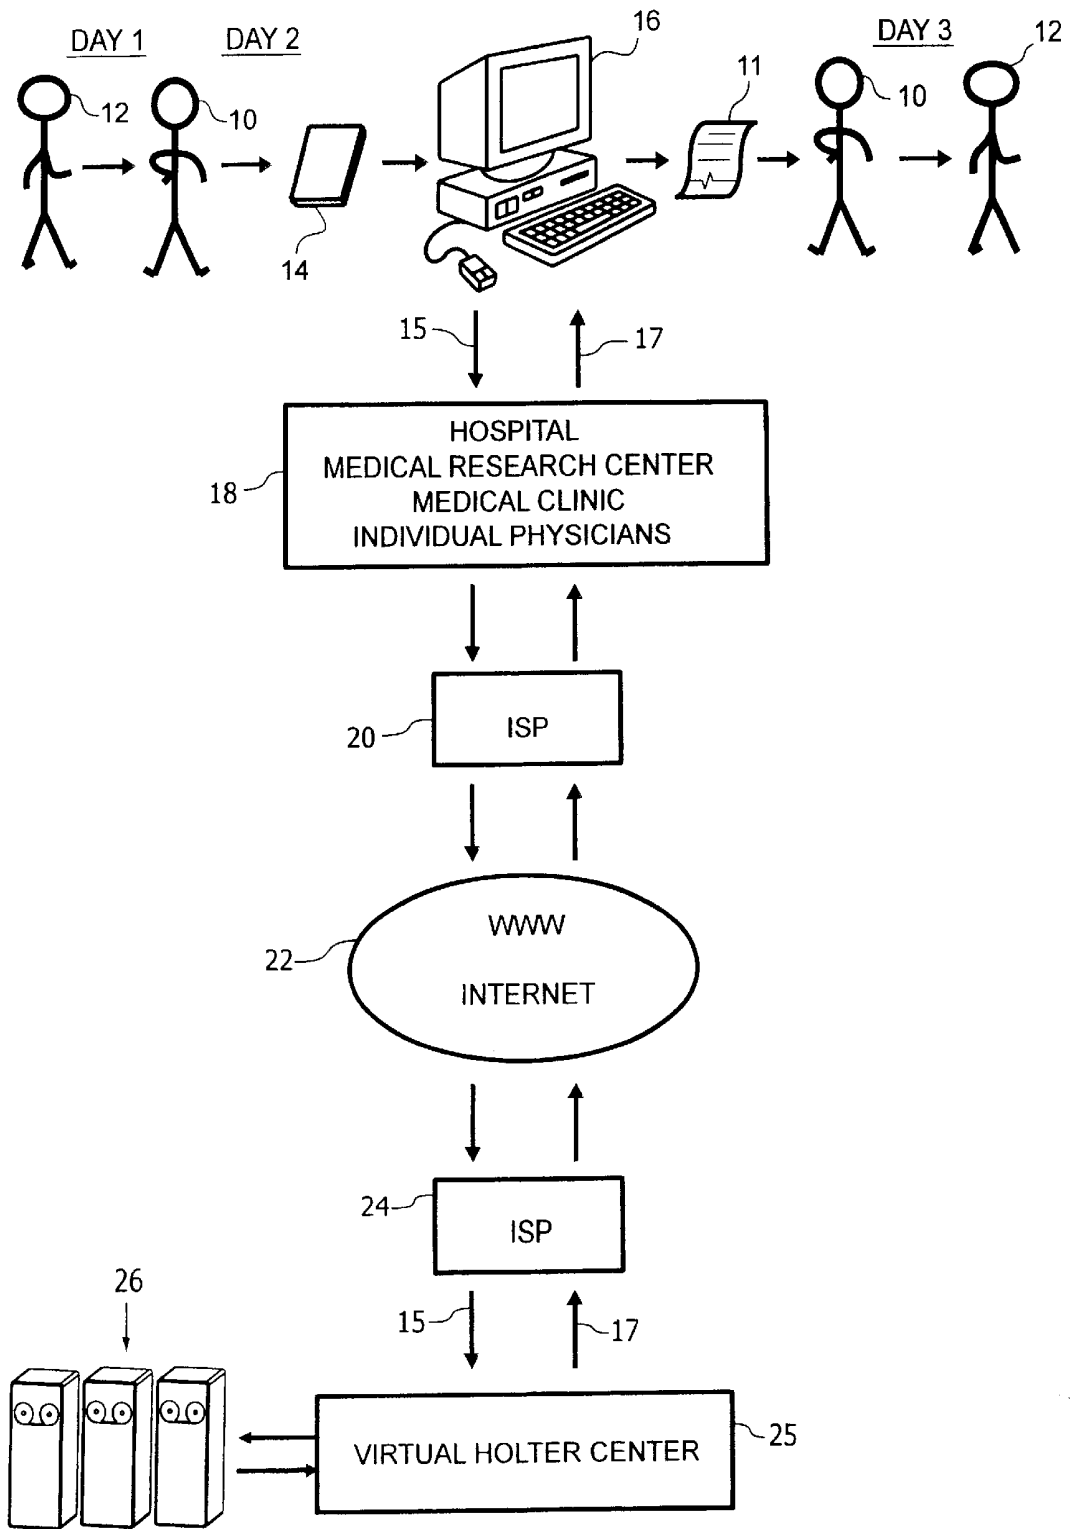 DAY 1
DAY 2
16
DAY 3
12
12
10
11
10
14
15
17
HOSPITAL
MEDICAL RESEARCH CENTER
MEDICAL CLINIC
INDIVIDUAL PHYSICIANS
18
ISP
20
WWW
22
INTERNET
24
ISP
26
15
17
VIRTUAL HOLTER CENTER
25